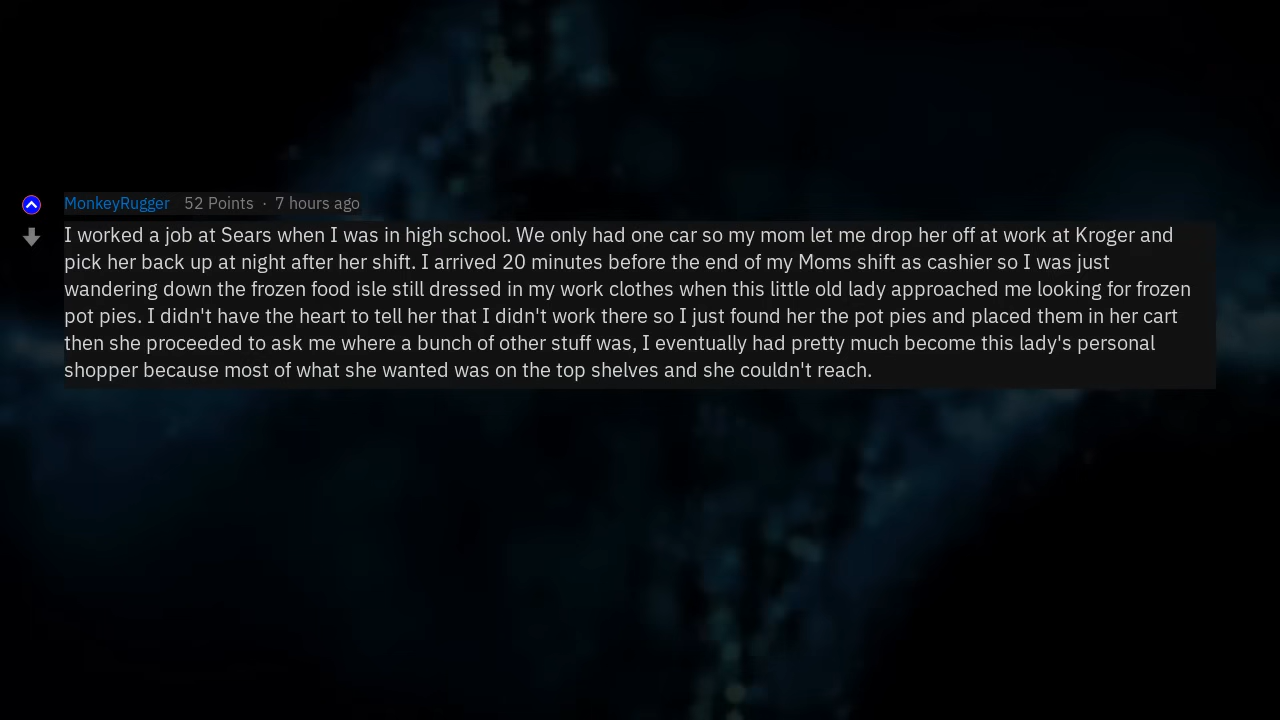 MonkeyRugger 52 Points · 7 hours ago
I worked a job at Sears when I was in high school. We only had one car so my mom let me drop her off at work at Kroger and
pick her back up at night after her shift. I arrived 20 minutes before the end of my Moms shift as cashier so I was just
wandering down the frozen food isle still dressed in my work clothes when this little old lady approached me looking for frozen
pot pies. I didn't have the heart to tell her that I didn't work there so I just found her the pot pies and placed them in her cart
then she proceeded to ask me where a bunch of other stuff was, I eventually had pretty much become this lady's personal
shopper because most of what she wanted was on the top shelves and she couldn't reach.